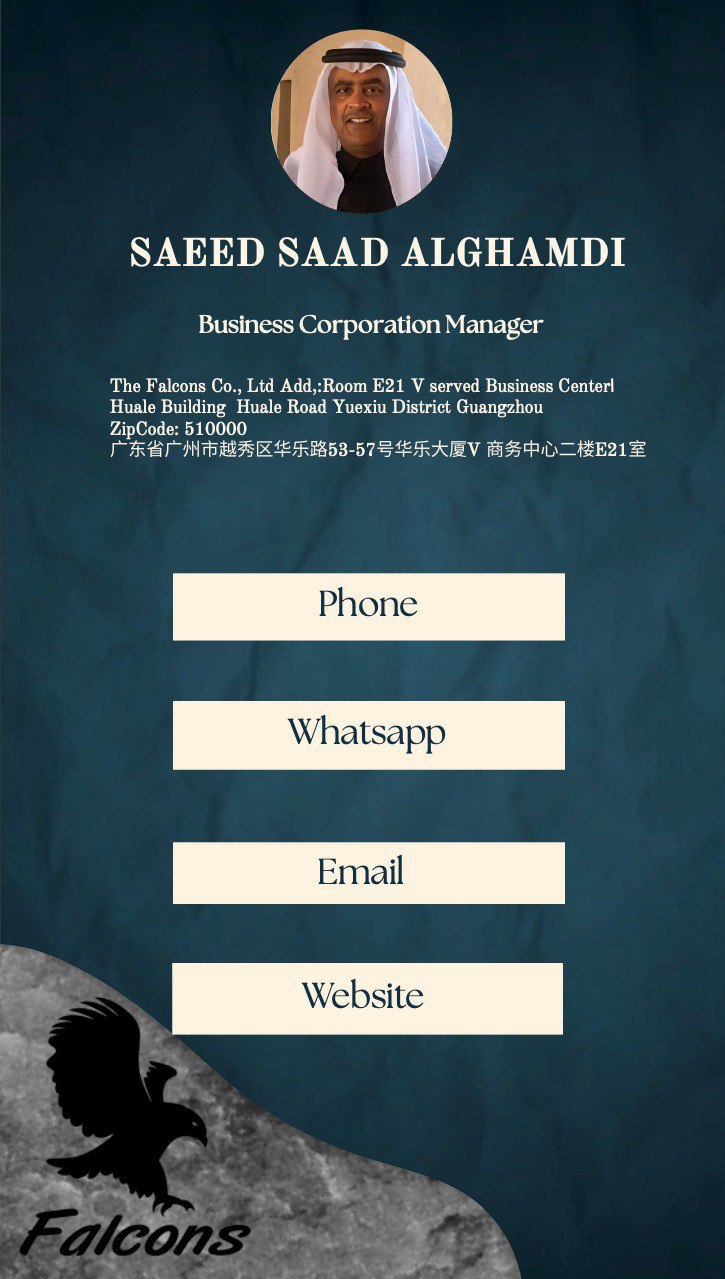 SAEED SAAD ALGHAMDI
Business Corporation Manager
The Falcons Co., Ltd Add,:Room E21 V served Business Center|
Huale Building Huale Road Yuexiu District Guangzhou
ZipCode: 510000
广东省广州市越秀区华乐路53-57号华乐大厦V 商务中心二楼E21室
Phone
Whatsapp
Email
Website
Falcons